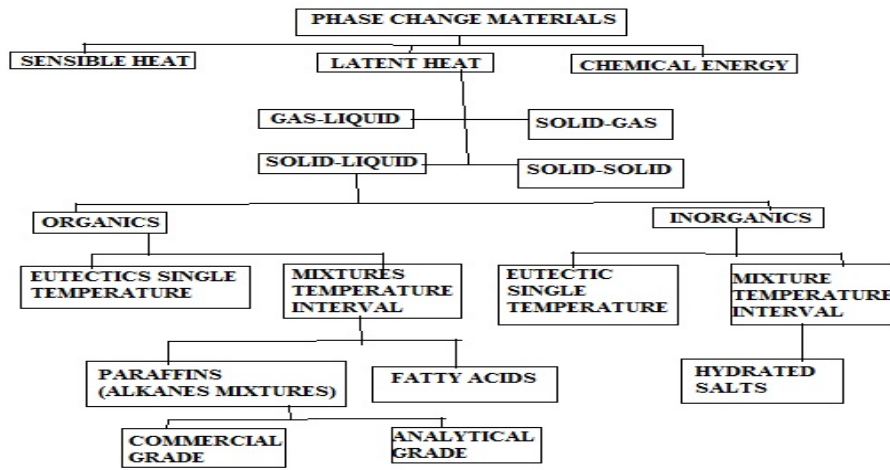 PHASE CHANGE MATERIALS
SENSIBLE HEAT
LATENT HEAT
CHEMICAL ENERGY
GAS-LIQUID
SOLID-GAS
SOLID-LIQUID
SOLID-SOLID
ORGANICS
INORGANICS
EUTECTICS SINGLE
TEMPERATURE
MIXTURES
TEMPERATURE
INTERVAL
EUTECTIC
SINGLE
TEMPERATURE
MIXTURE
TEMPERATURE
INTERVAL
PARAFFINS
(ALKANES MIXTURES)
FATTY ACIDS
HYDRATED
SALTS
COMMERCIAL
GRADE
ANALYTICAL
GRADE